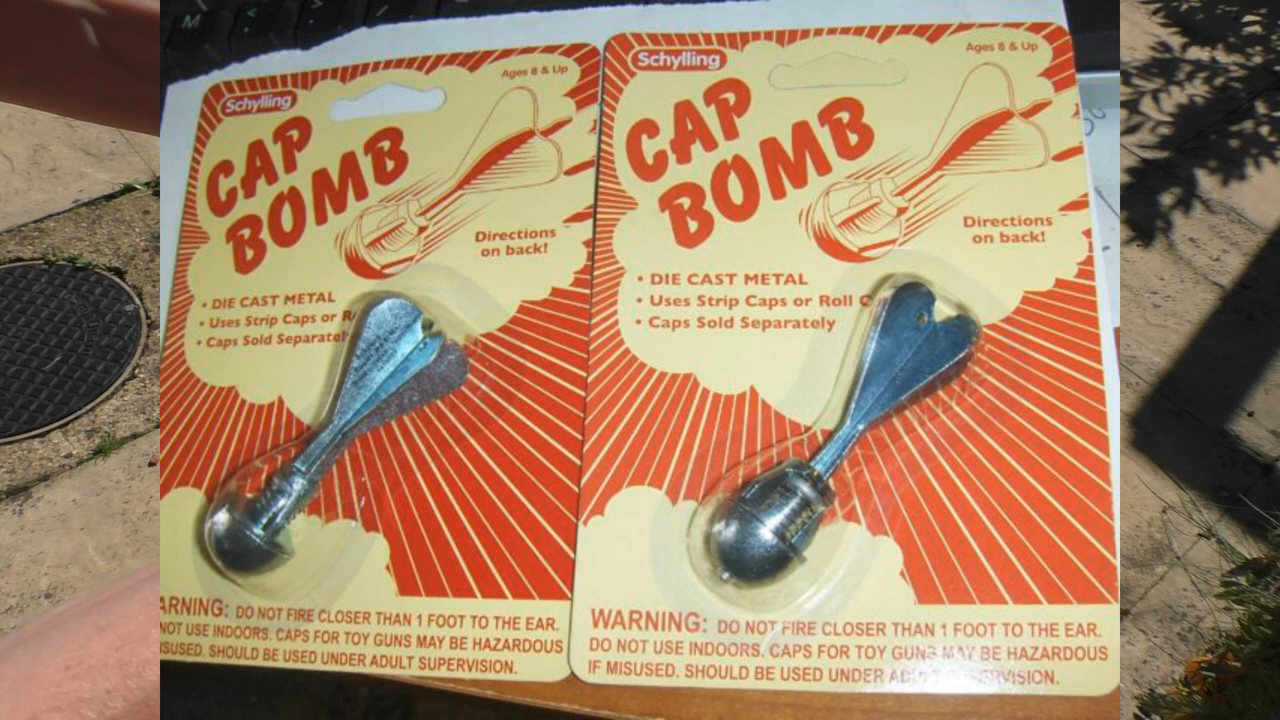 M
Schylling
Ages 8 & Up
CAP
BOMB
Directions
on back!
• DIE CAST METAL
• Uses Strip Caps or R
• Caps Sold Separatel
ARNING: DO NOT FIRE CLOSER THAN 1 FOOT TO THE EAR.
NOT USE INDOORS. CAPS FOR TOY GUNS MAY BE HAZARDOUS
ISUSED. SHOULD BE USED UNDER ADULT SUPERVISION.
Schylling
Ages 8 & Up
CAP
BOMB
Directions
on back!
• DIE CAST METAL
• Uses Strip Caps or Roll C
• Caps Sold Separately
WARNING: DO NOT FIRE CLOSER THAN 1 FOOT TO THE EAR.
DO NOT USE INDOORS. CAPS FOR TOY GUNS MAY BE HAZARDOUS
IF MISUSED. SHOULD BE USED UNDER ADULT SUPERVISION.